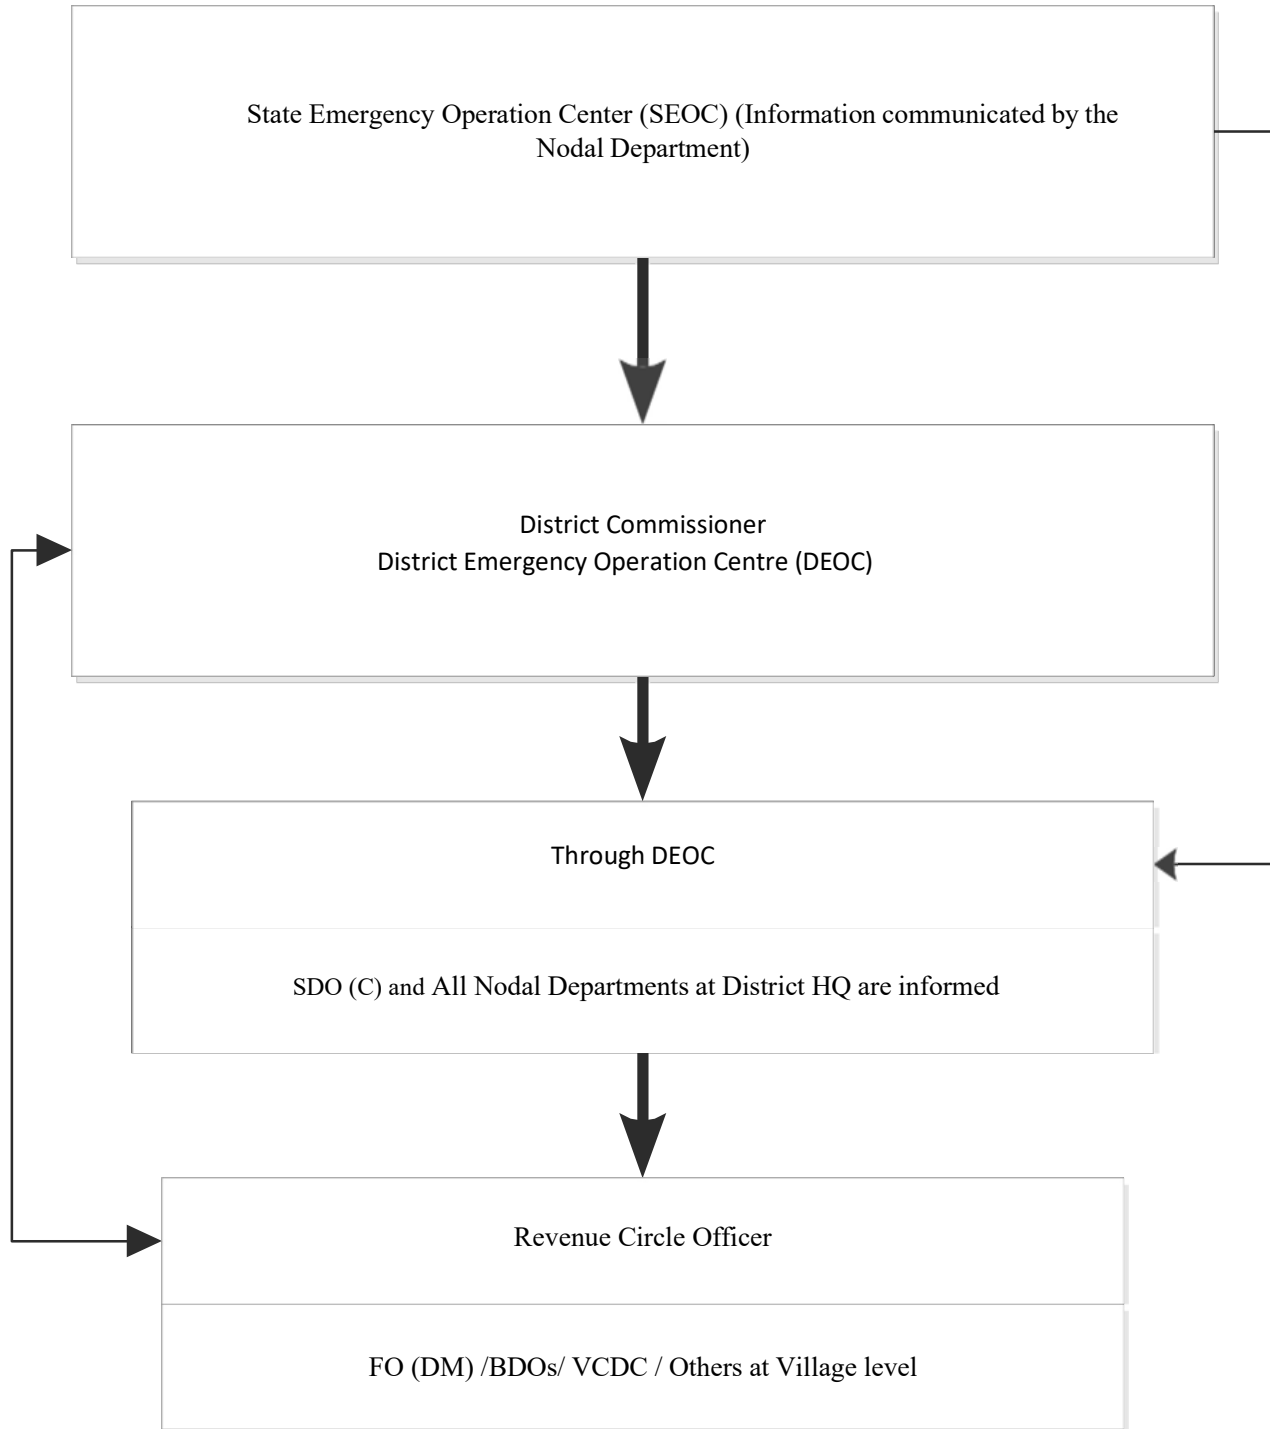 State Emergency Operation Center (SEOC) (Information communicated by the
Nodal Department)
District Commissioner
District Emergency Operation Centre (DEOC)
Through DEOC
SDO (C) and All Nodal Departments at District HQ are informed
Revenue Circle Officer
FO (DM) /BDOs/ VCDC / Others at Village level